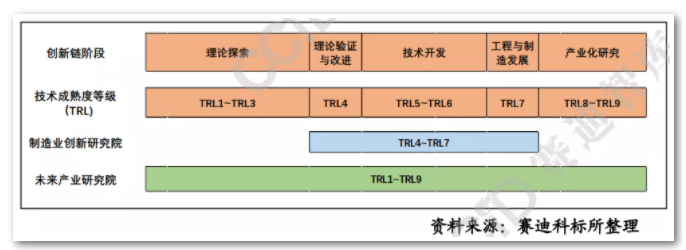 创新链阶段
理论探索
理论验证
与改进
技术开发
工程与制
造发展
产业化研究
技术成熟度等级
(TRL)
TRL1~TRL3
TRL4
TRL5~TRL6
TRL7
TRL8~TRL9
制造业创新研究院
TRL4~TRL7
未来产业研究院
TRL1~TRL9
资料来源：赛迪科标所整理